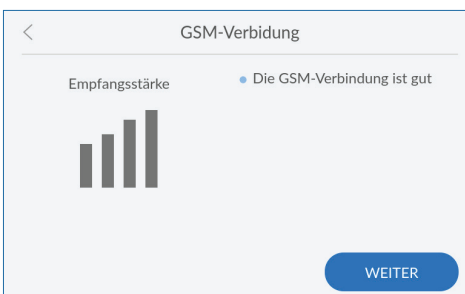 GSM-Verbidung
Empfangsstärke
Die GSM-Verbindung ist gut
WEITER